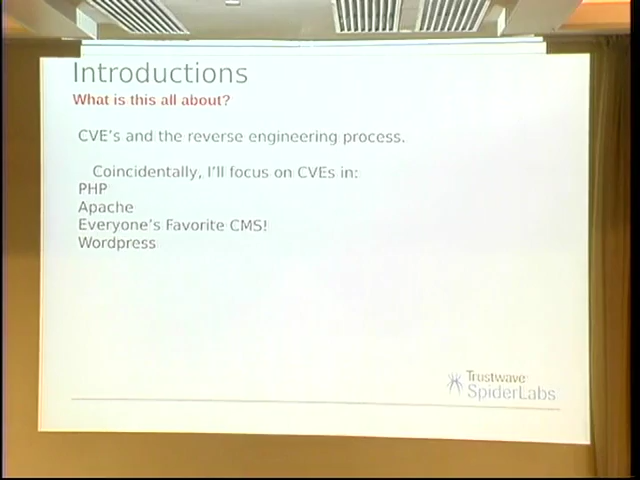 Introductions
What is this all about?
CVE's and the reverse engineering process.
Coincidentally, I'll focus on CVEs in:
PHP
Apache
Everyone's Favorite CMS!
Wordpress
Trustwave
SpiderLabs